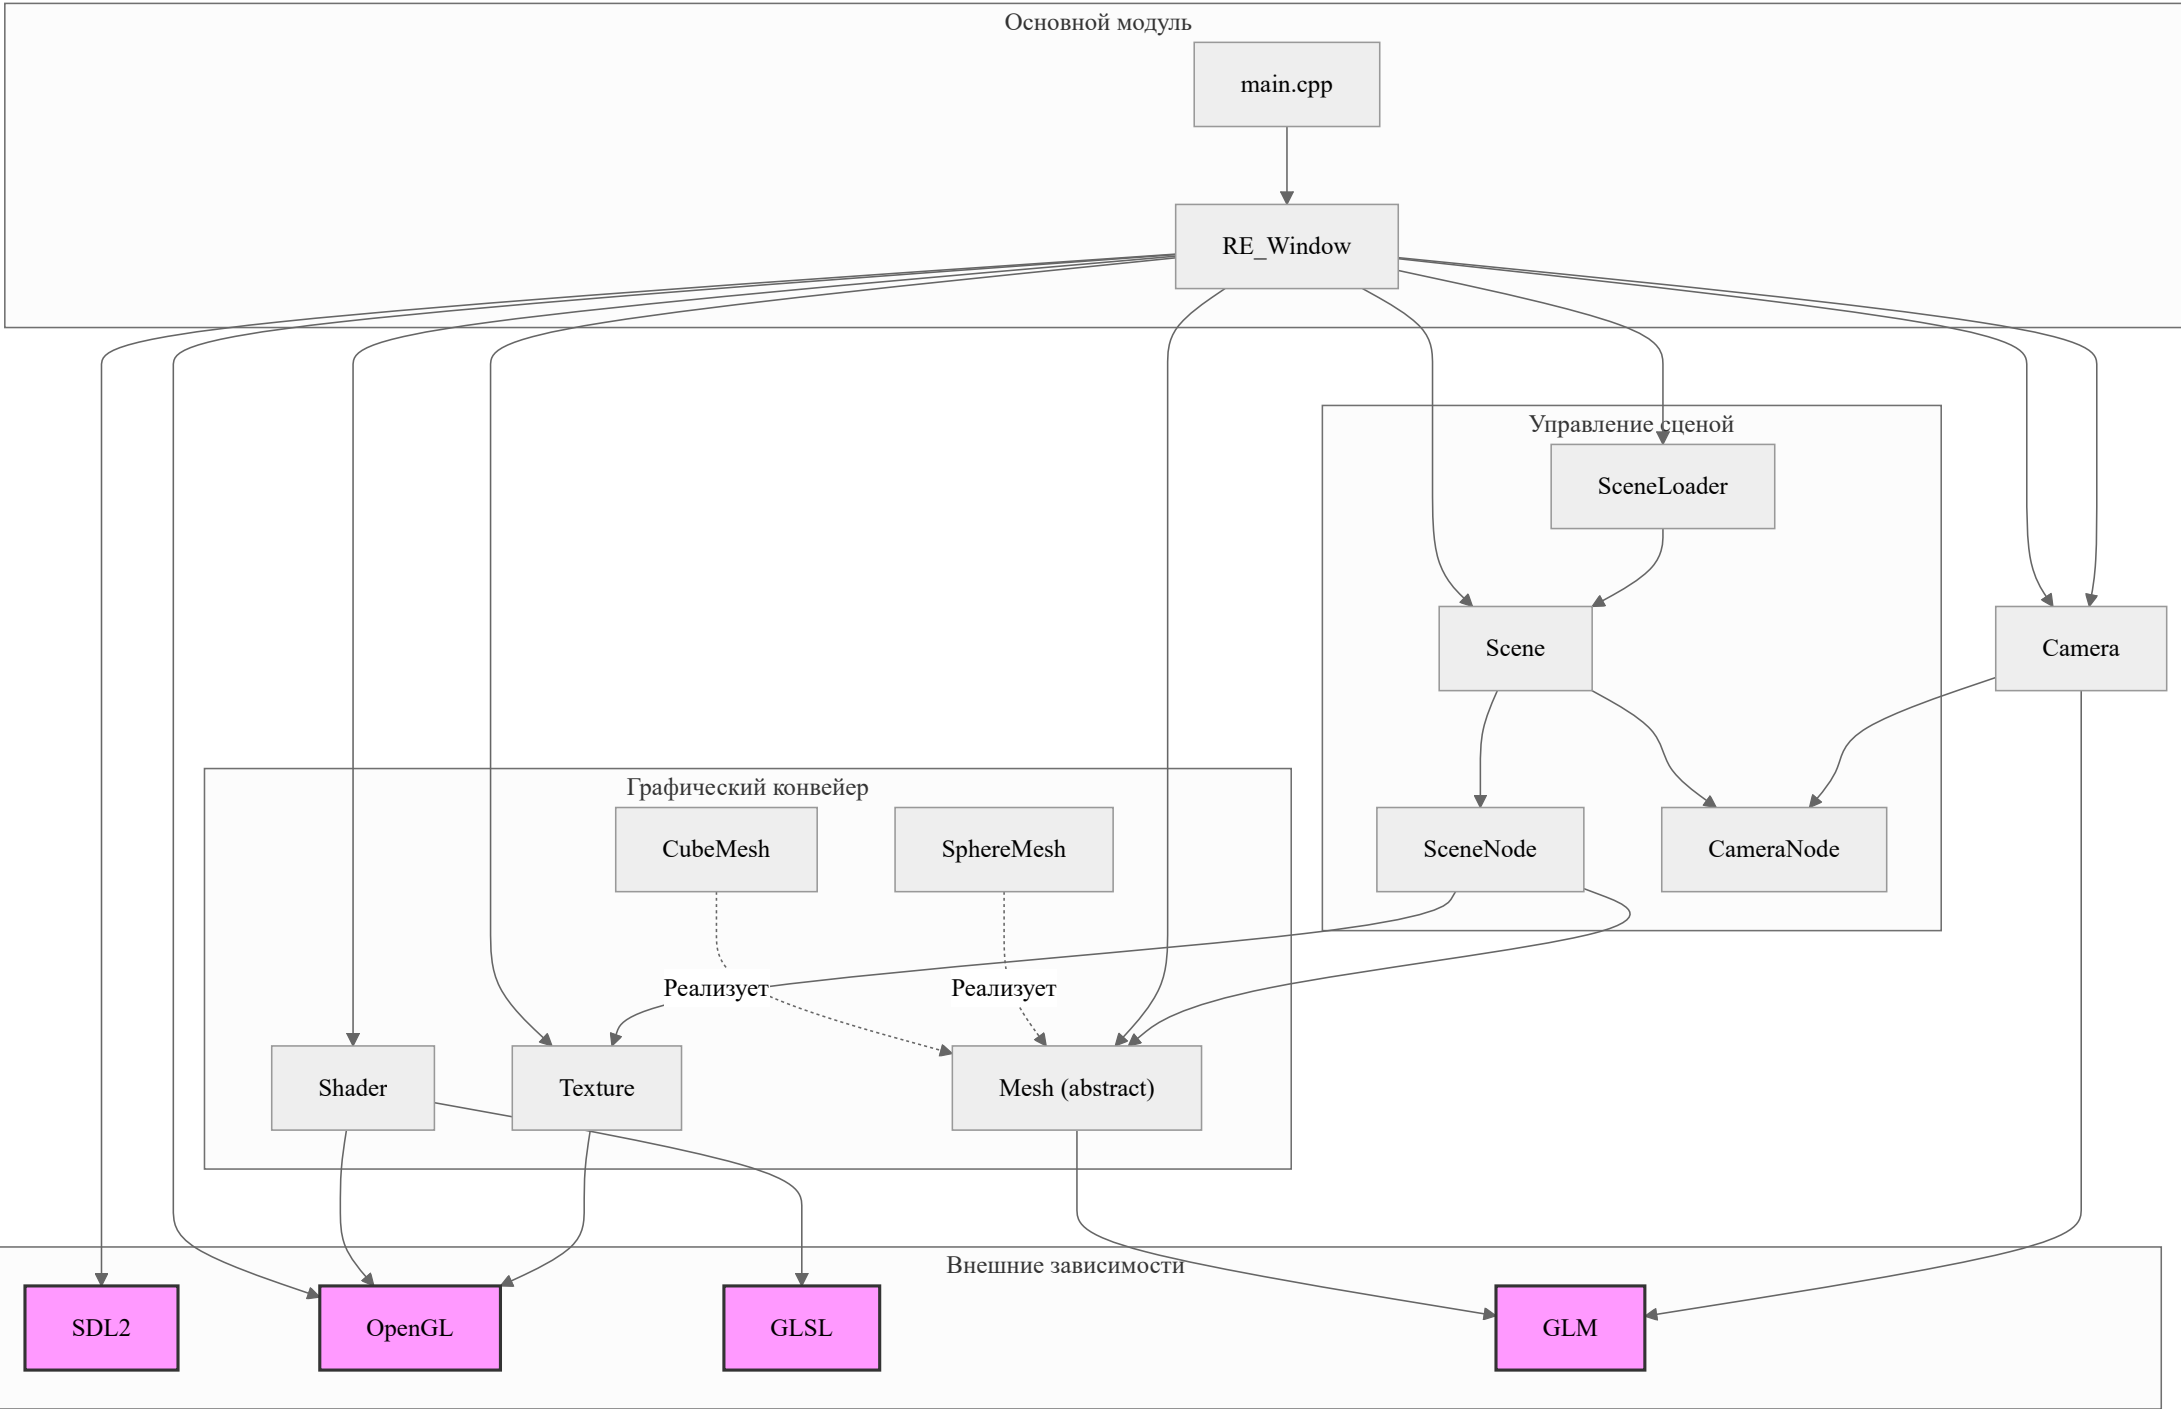 Основной модуль
main.cpp
RE_Window
Управление сценой
SceneLoader
Scene
Camera
Графический конвейер
CubeMesh
SphereMesh
SceneNode
CameraNode
Реализует
Реализует
Shader
Texture
Mesh (abstract)
Внешние зависимости
SDL2
OpenGL
GLSL
GLM